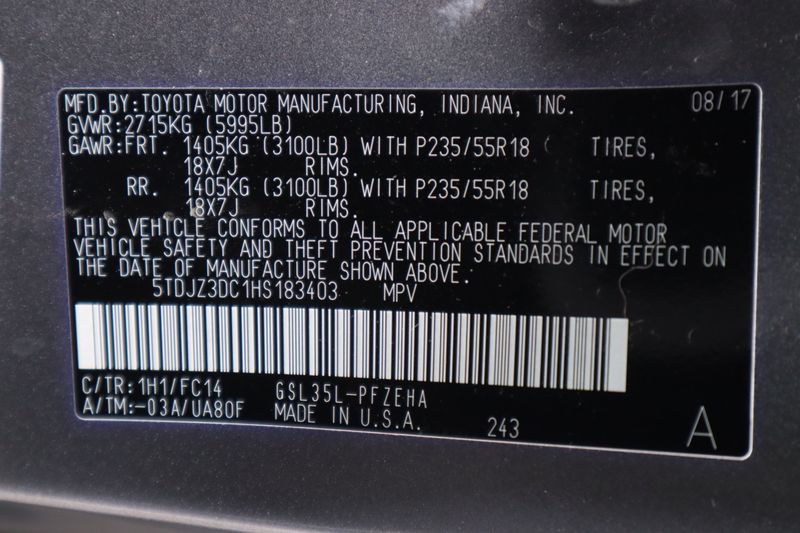 MFD.BY:TOYOTA MOTOR MANUFACTURING, INDIANA, INC. 08/17
GVWR:2715KG (5995LB)
GAWR:FRT. 1405KG (3100LB) WITH P235/55R18 TIRES,
18X7J RIMS.
RR. 1405KG (3100LB) WITH P235/55R18 TIRES,
18X7J RIMS.
THIS VEHICLE CONFORMS TO ALL APPLICABLE FEDERAL MOTOR
VEHICLE SAFETY AND THEFT PREVENTION STANDARDS IN EFFECT ON
THE DATE OF MANUFACTURE SHOWN ABOVE.
5TDJZ3DC1HS183403 MPV
C/TR:1H1/FC14 GSL35L-PFZEHA
A/TM:-03A/UA80F MADE IN U.S.A. 243 A